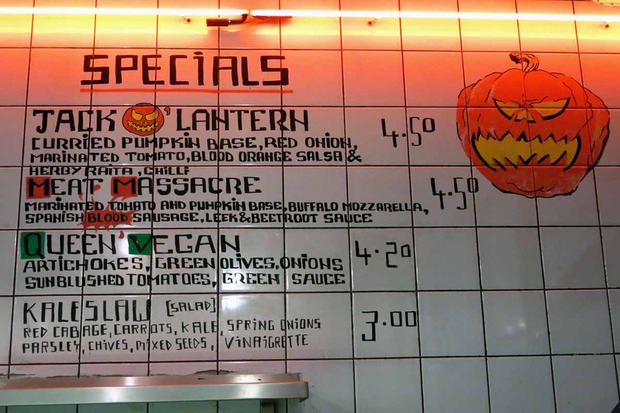 SPECIALS
JACK O'LANTERN 4.50
CURRIED PUMPKIN BASE, RED ONION,
MARINATED TOMATO, BLOOD ORANGE SALSA &
HERBY RAITA, CHILLI
MEAT MASSACRE 4.50
MARINATED TOMATO AND PUMPKIN BASE, BUFFALO MOZZARELLA,
SPANISH BLOOD SAUSAGE, LEEK & BEETROOT SAUCE
QUEEN VEGAN 4.20
ARTICHOKES, GREEN OLIVES, ONIONS
SUNBLUSHED TOMATOES, GREEN SAUCE
KALESLAW [SALAD] 3.00
RED CABAGE, CARROTS, KALE, SPRING ONIONS
PARSLEY, CHIVES, MIXED SEEDS, VINAIGRETTE